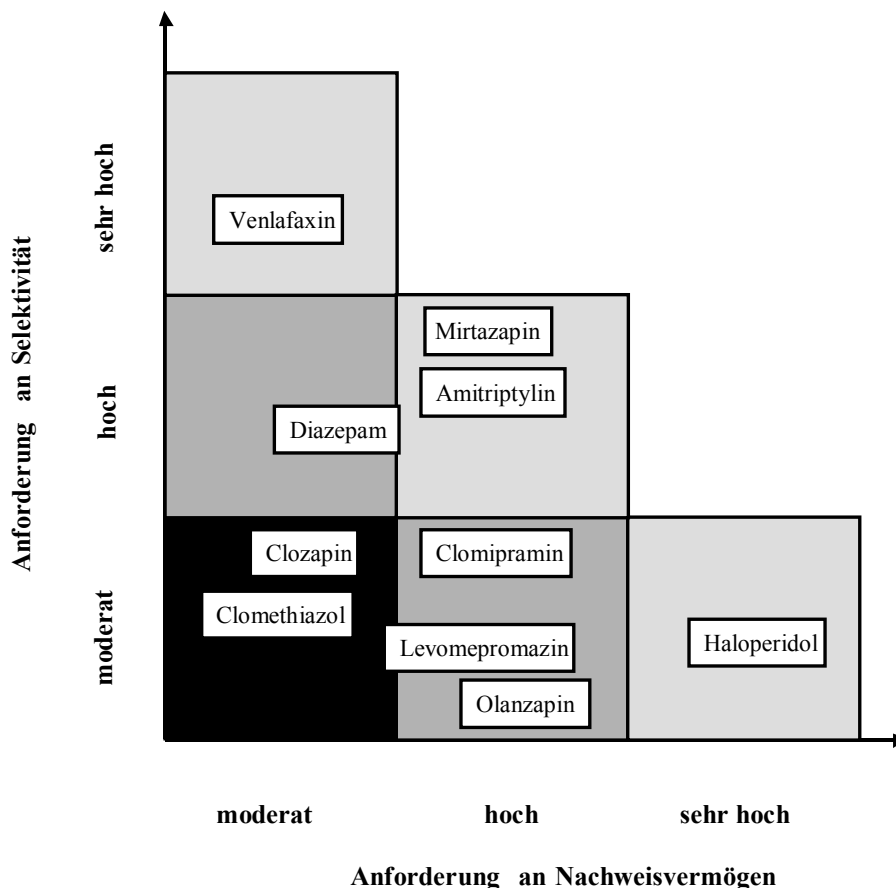 Anforderung an Selektivität
sehr hoch
hoch
moderat
Venlafaxin
Mirtazapin
Amitriptylin
Diazepam
Clozapin
Clomipramin
Clomethiazol
Levomepromazin
Haloperidol
Olanzapin
moderat
hoch
sehr hoch
Anforderung an Nachweisvermögen